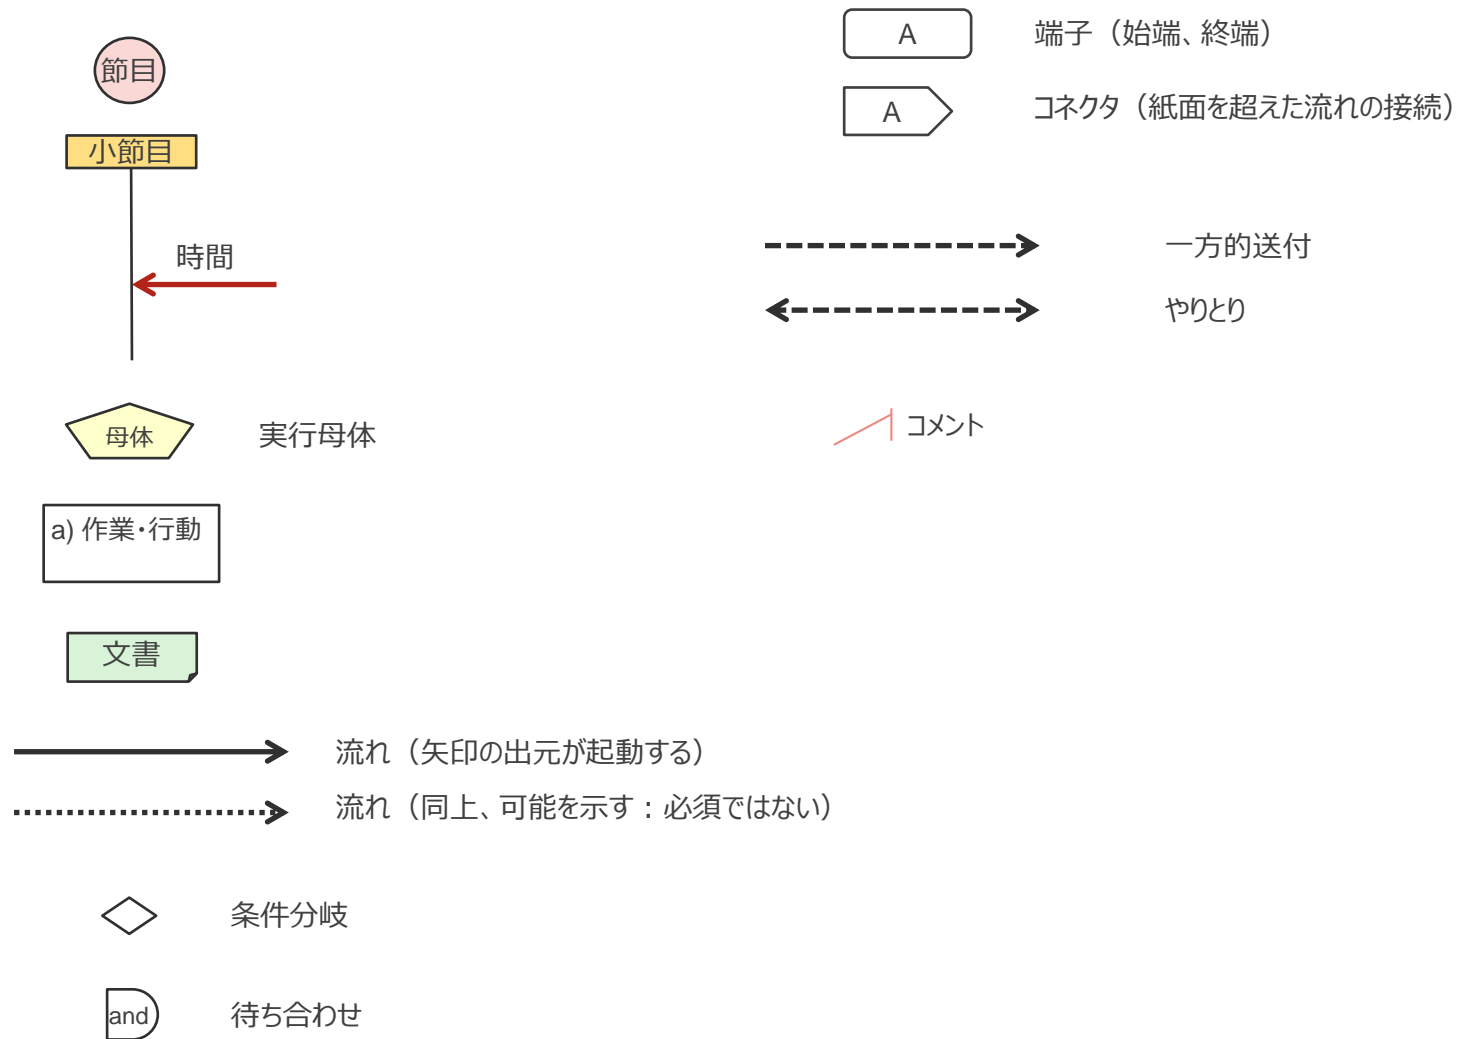 節目
小節目
時間
母体
実行母体
a) 作業・行動
文書
流れ（矢印の出元が起動する）
流れ（同上、可能を示す：必須ではない）
条件分岐
and
待ち合わせ
A
端子（始端、終端）
A
コネクタ（紙面を超えた流れの接続）
一方的送付
やりとり
コメント